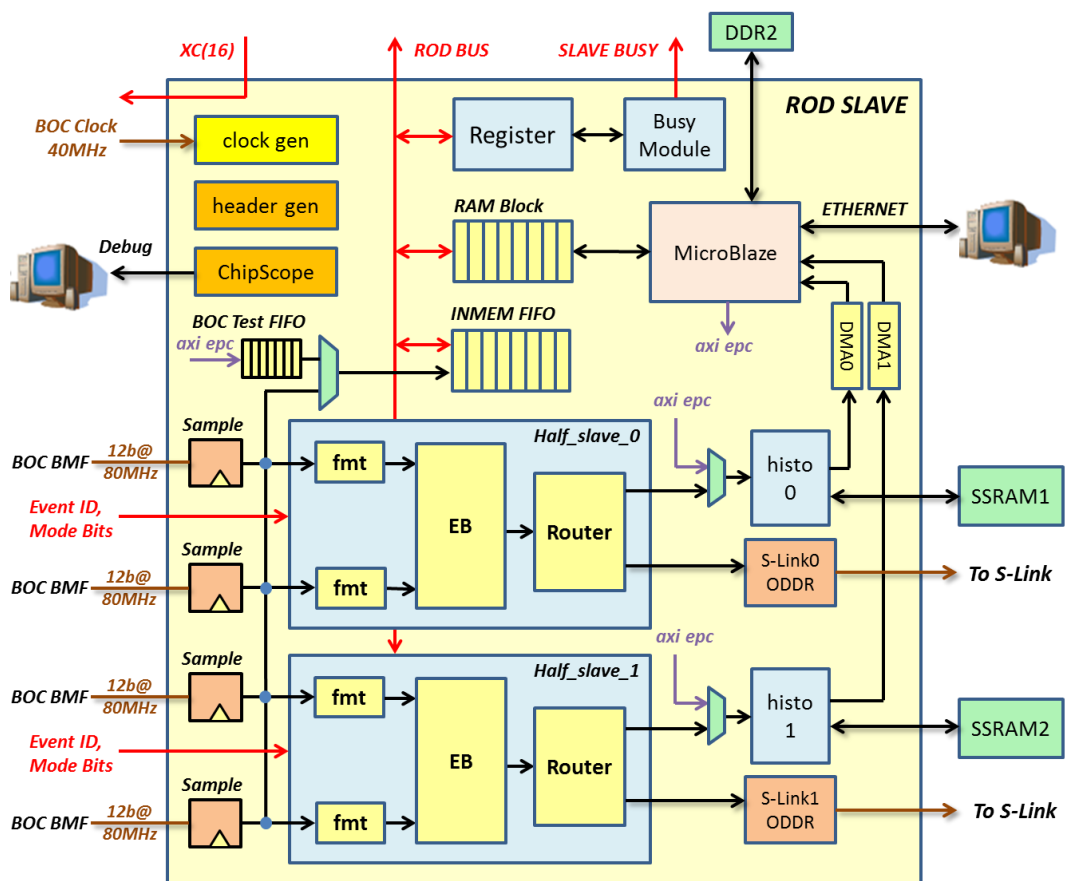 DDR2
XC(16)
ROD BUS
SLAVE BUSY
ROD SLAVE
BOC Clock
40MHz
clock gen
Register
Busy
Module
header gen
RAM Block
MicroBlaze
ETHERNET
Debug
ChipScope
BOC Test FIFO
axi epc
INMEM FIFO
axi epc
DMA0
DMA1
Sample
BOC BMF
12b@
80MHz
Half_slave_0
fmt
axi epc
histo
0
SSRAM1
Event ID,
Mode Bits
EB
Router
Sample
BOC BMF
12b@
80MHz
fmt
S-Link0
ODDR
To S-Link
Sample
BOC BMF
12b@
80MHz
Half_slave_1
fmt
axi epc
histo
1
SSRAM2
Event ID,
Mode Bits
EB
Router
Sample
BOC BMF
12b@
80MHz
fmt
S-Link1
ODDR
To S-Link